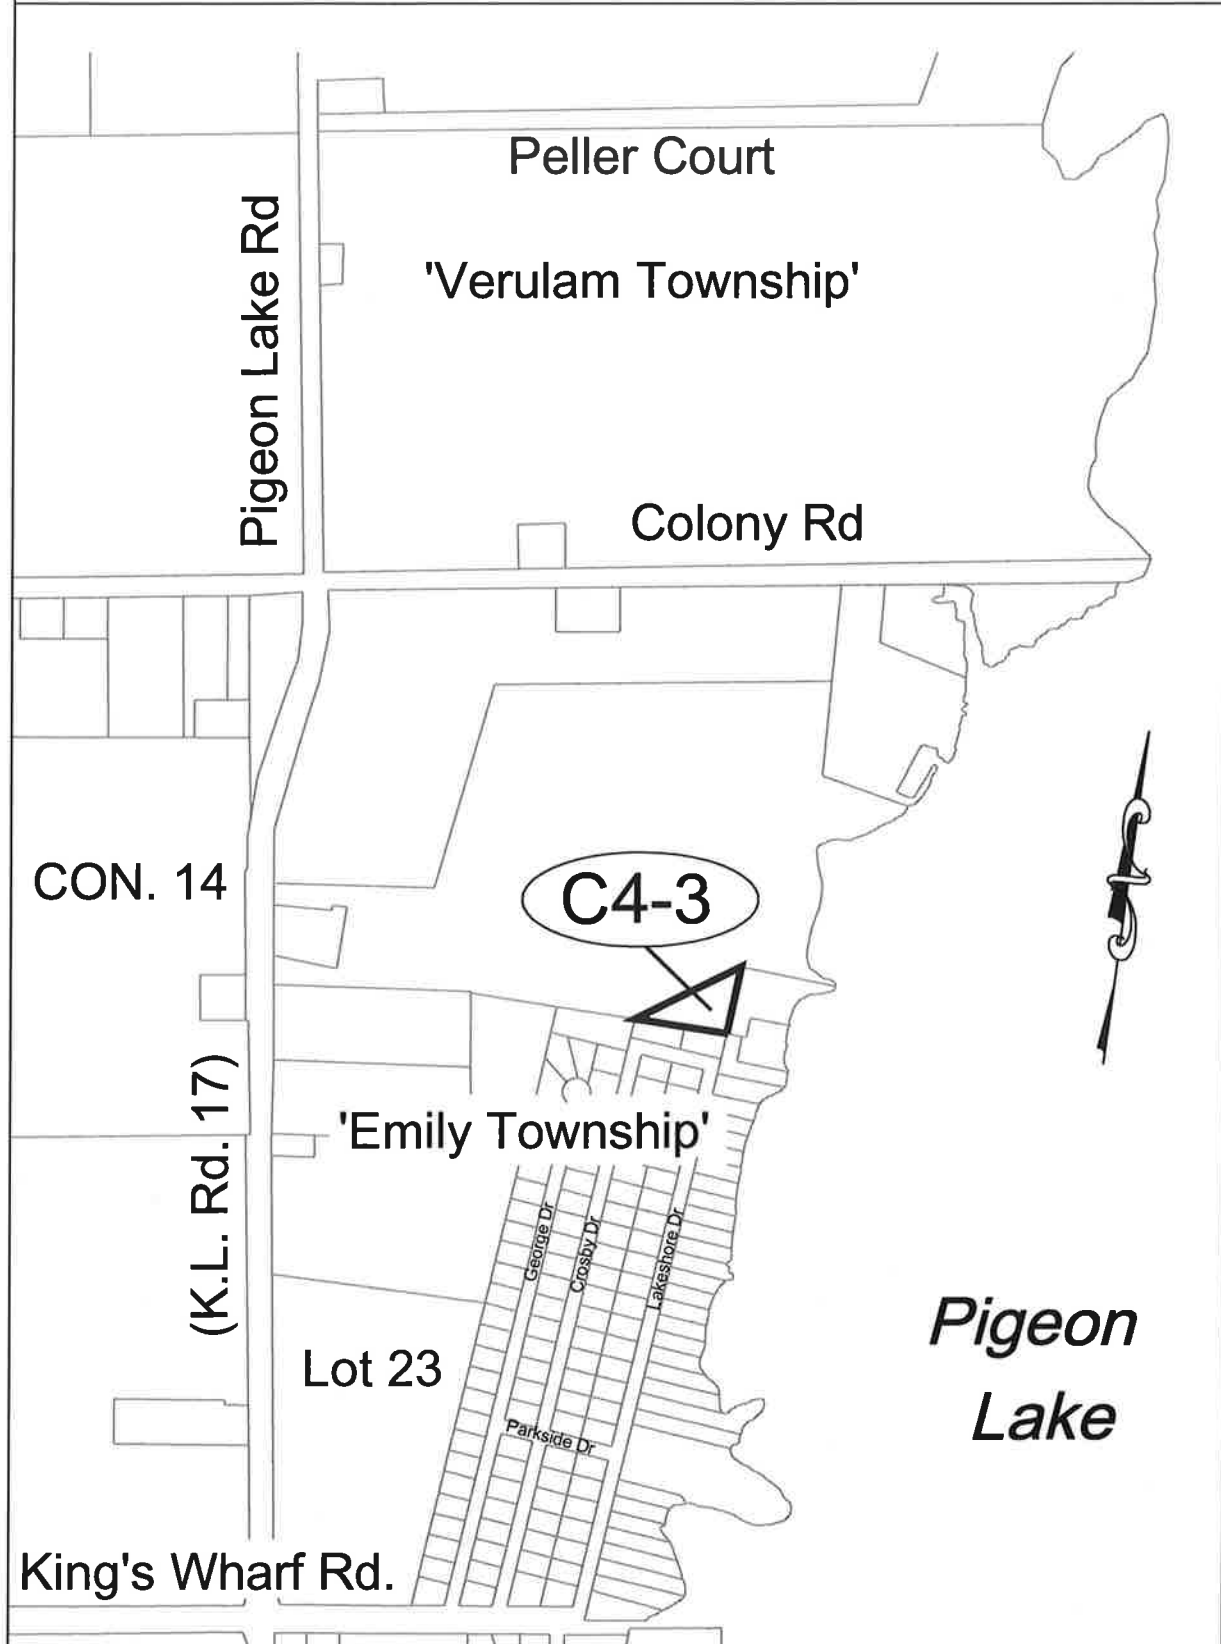 Peller Court
Pigeon Lake Rd
'Verulam Township'
Colony Rd
CON. 14
C4-3
(K.L. Rd. 17)
'Emily Township'
George Dr
Crosby Dr
Lakeshore Dr
Pigeon
Lake
Lot 23
Parkside Dr
King's Wharf Rd.